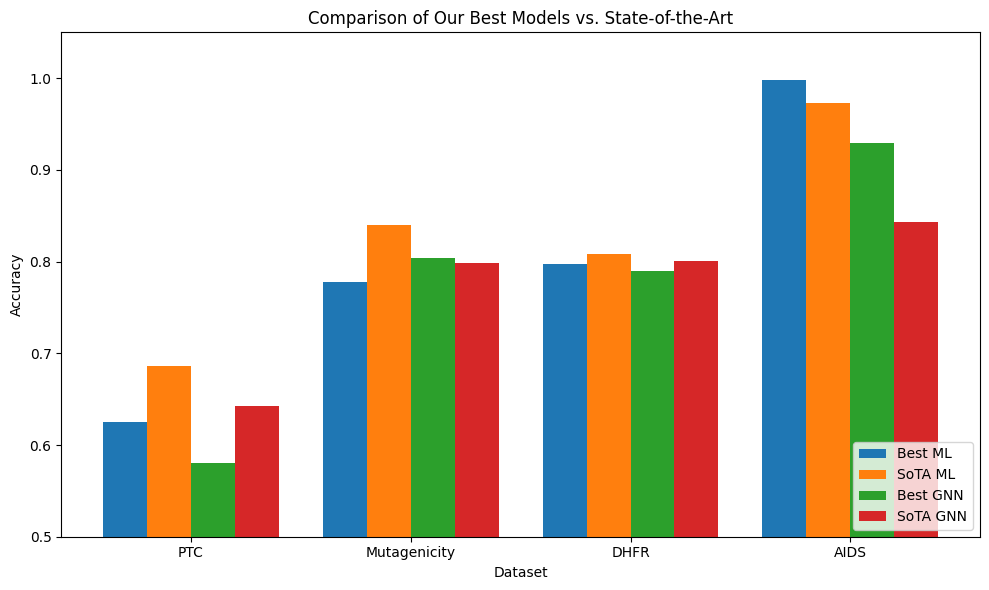 Comparison of Our Best Models vs. State-of-the-Art
Accuracy
1.0
0.9
0.8
0.7
0.6
0.5
PTC
Mutagenicity
DHFR
AIDS
Dataset
Best ML
SoTA ML
Best GNN
SoTA GNN